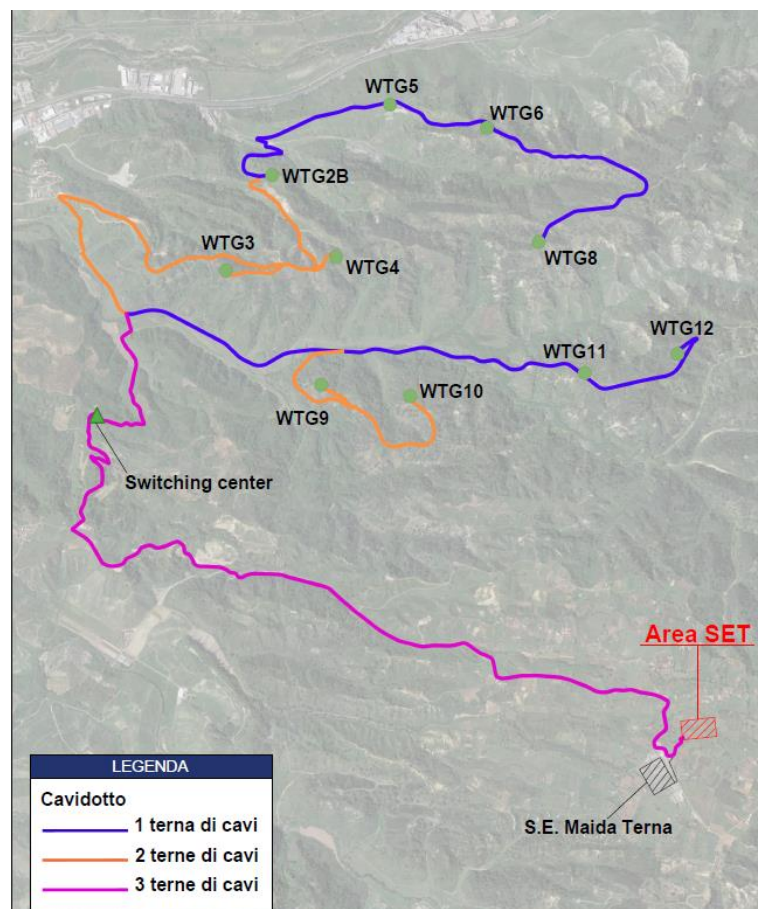 WTG5
WTG6
WTG2B
WTG3
WTG4
WTG8
WTG12
WTG11
WTG9
WTG10
Switching center
Area SET
S.E. Maida Terna
LEGENDA
Cavidotto
1 terna di cavi
2 terne di cavi
3 terne di cavi